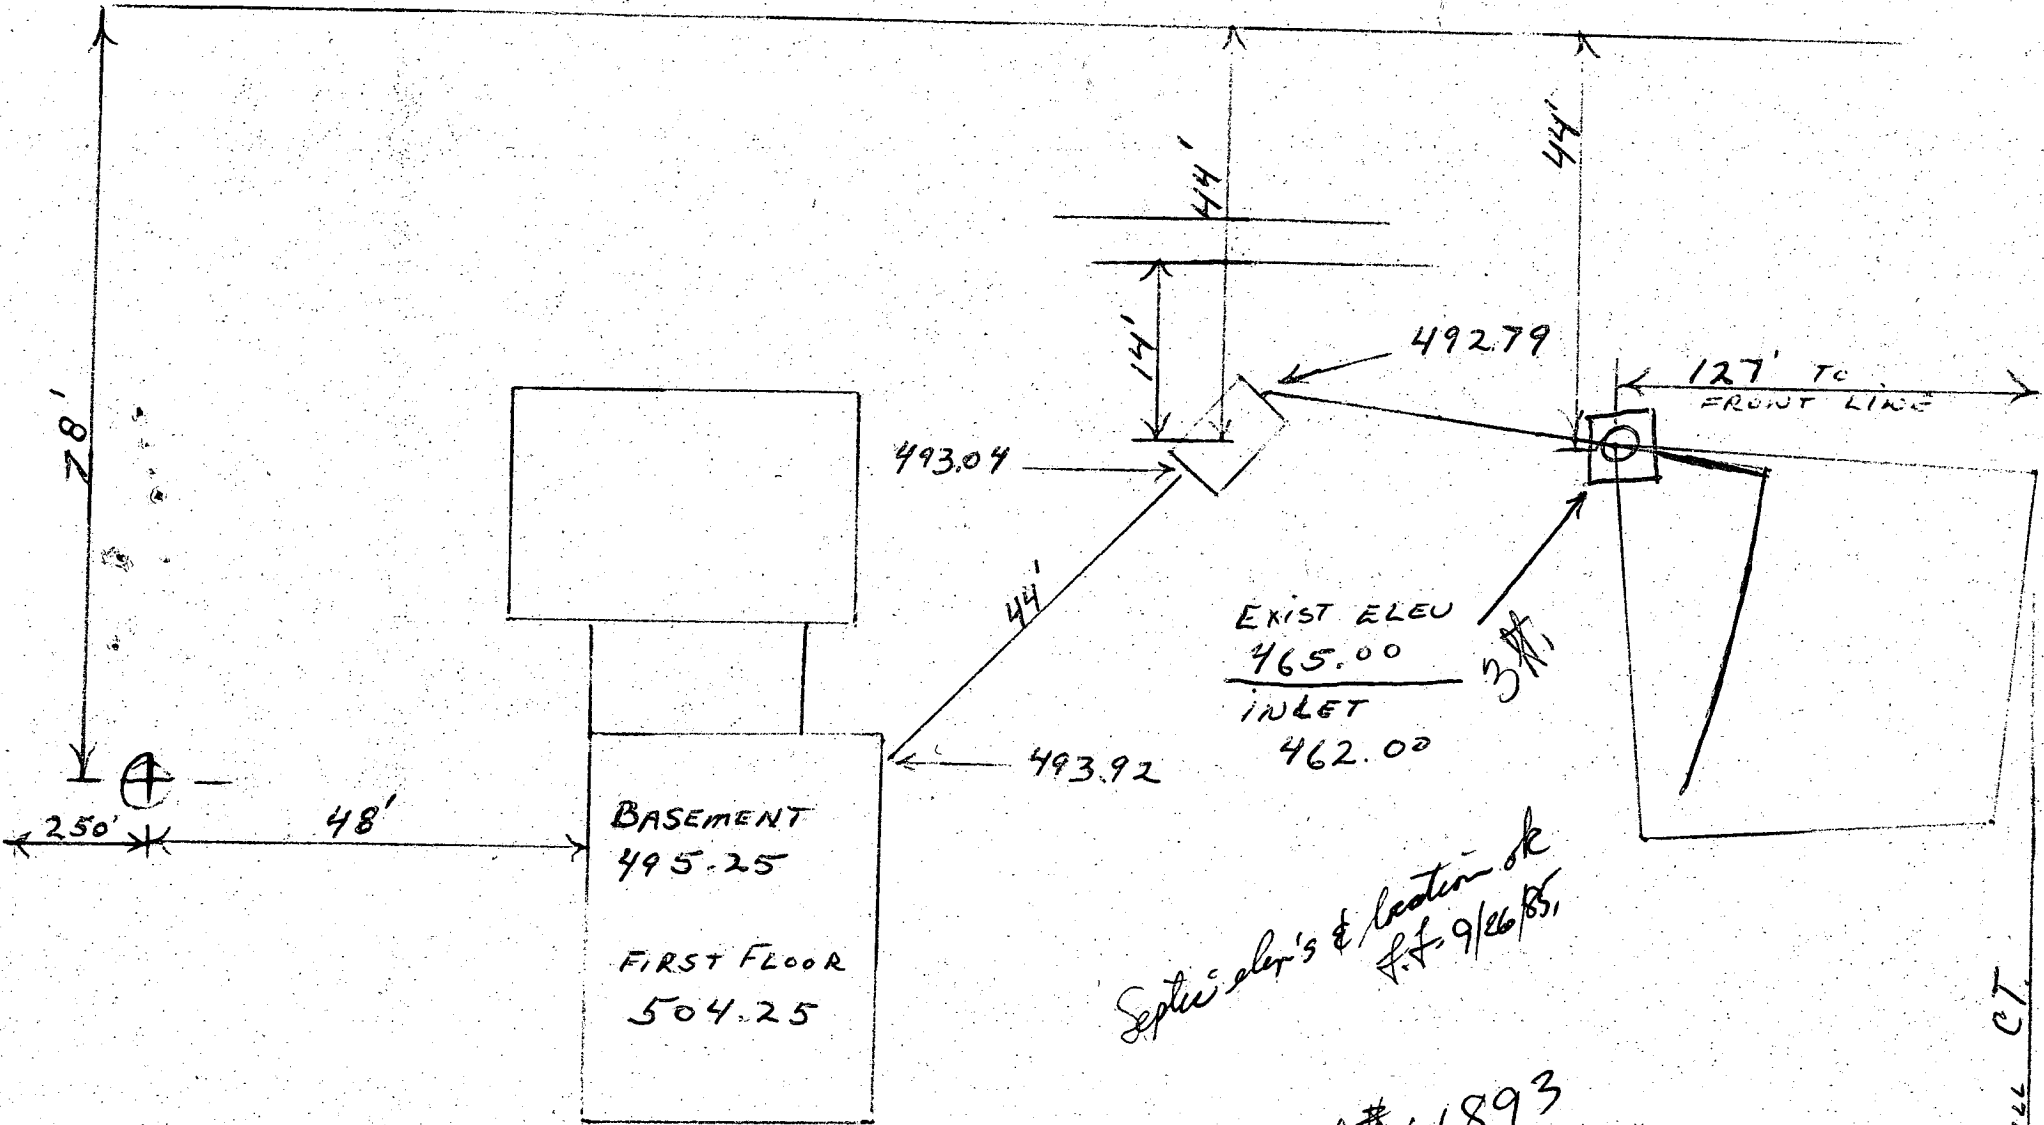 44'
44'
14'
492.79
127' To
FRONT LINE
78'
493.04
44'
EXIST ELEV
465.00
INLET
462.00
3 ft.
493.92
250'
48'
BASEMENT
495.25
FIRST FLOOR
504.25
Septic elev's & location ok
f.f. 9/26/85,
CT.